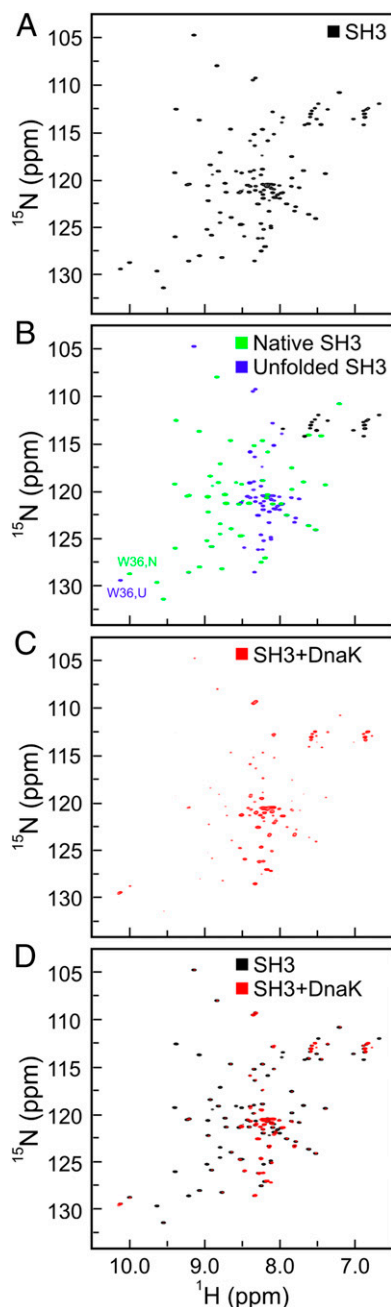 A
SH3
105
110
115
120
125
130
15N (ppm)
B
Native SH3
Unfolded SH3
105
110
115
120
125
130
15N (ppm)
W36,N
W36,U
C
SH3+DnaK
105
110
115
120
125
130
15N (ppm)
D
SH3
SH3+DnaK
105
110
115
120
125
130
15N (ppm)
10.0 9.0 8.0 7.0
1H (ppm)